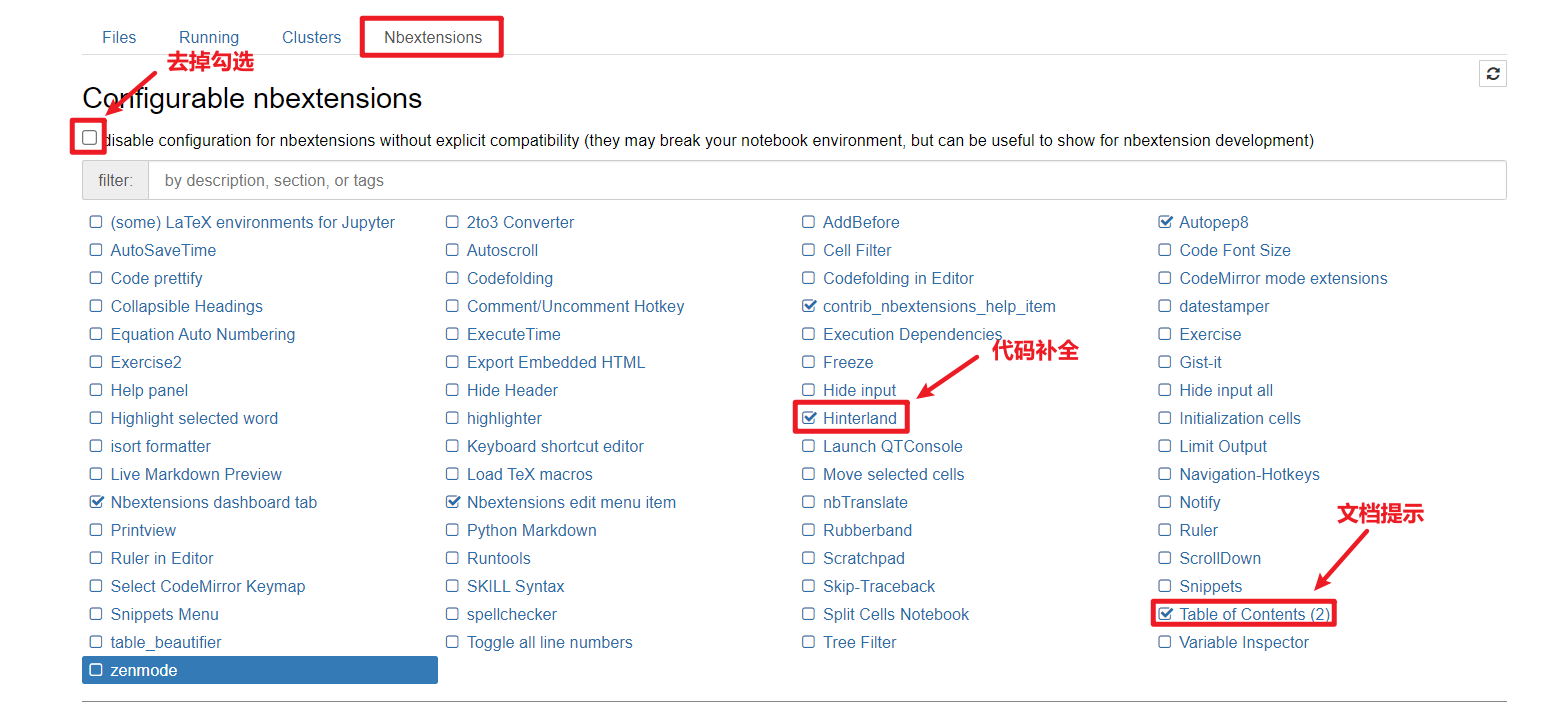 Files Running Clusters Nbextensions
去掉勾选
Configurable nbextensions
disable configuration for nbextensions without explicit compatibility (they may break your notebook environment, but can be useful to show for nbextension development)
filter: by description, section, or tags
(some) LaTeX environments for Jupyter 2to3 Converter AddBefore Autopep8
AutoSaveTime Autoscroll Cell Filter Code Font Size
Code prettify Codefolding Codefolding in Editor CodeMirror mode extensions
Collapsible Headings Comment/Uncomment Hotkey contrib_nbextensions_help_item datestamper
Equation Auto Numbering ExecuteTime Execution Dependencies Exercise
代码补全
Exercise2 Export Embedded HTML Freeze Gist-it
Help panel Hide Header Hide input Hide input all
Highlight selected word highlighter Hinterland Initialization cells
isort formatter Keyboard shortcut editor Launch QTConsole Limit Output
Live Markdown Preview Load TeX macros Move selected cells Navigation-Hotkeys
Nbextensions dashboard tab Nbextensions edit menu item nbTranslate Notify
文档提示
Printview Python Markdown Rubberband Ruler
Ruler in Editor Runtools Scratchpad ScrollDown
Select CodeMirror Keymap SKILL Syntax Skip-Traceback Snippets
Snippets Menu spellchecker Split Cells Notebook Table of Contents (2)
table_beautifier Toggle all line numbers Tree Filter Variable Inspector
zenmode